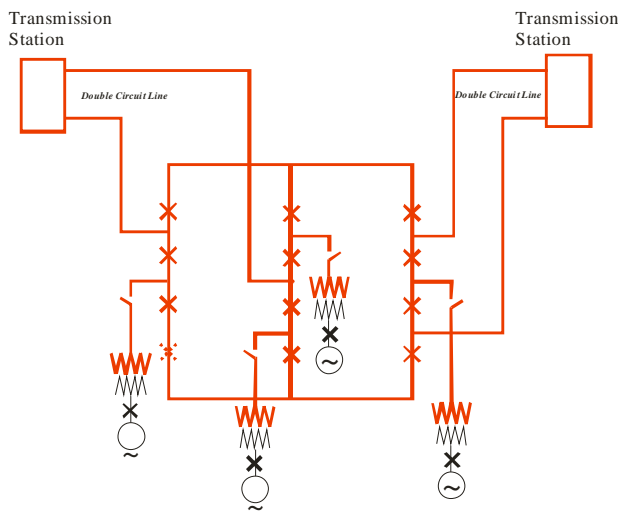 Transmission
Station
Transmission
Station
Double Circuit Line
Double Circuit Line